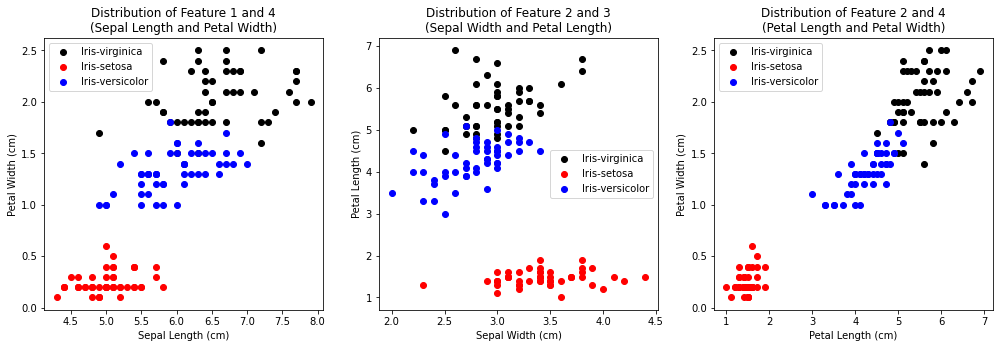 Distribution of Feature 1 and 4
(Sepal Length and Petal Width)
Petal Width (cm)
2.5
2.0
1.5
1.0
0.5
0.0
Iris-virginica
Iris-setosa
Iris-versicolor
4.5 5.0 5.5 6.0 6.5 7.0 7.5 8.0
Sepal Length (cm)
Distribution of Feature 2 and 3
(Sepal Width and Petal Length)
Petal Length (cm)
7
6
5
4
3
2
1
Iris-virginica
Iris-setosa
Iris-versicolor
2.0 2.5 3.0 3.5 4.0 4.5
Sepal Width (cm)
Distribution of Feature 2 and 4
(Petal Length and Petal Width)
Petal Width (cm)
2.5
2.0
1.5
1.0
0.5
0.0
Iris-virginica
Iris-setosa
Iris-versicolor
1 2 3 4 5 6 7
Petal Length (cm)